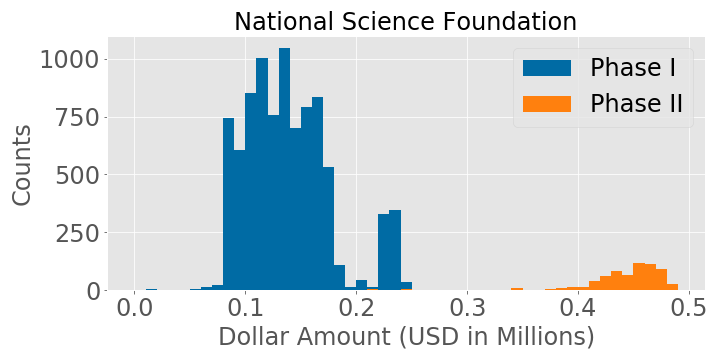 National Science Foundation
Phase I
Phase II
Counts
1000
750
500
250
0
0.0 0.1 0.2 0.3 0.4 0.5
Dollar Amount (USD in Millions)